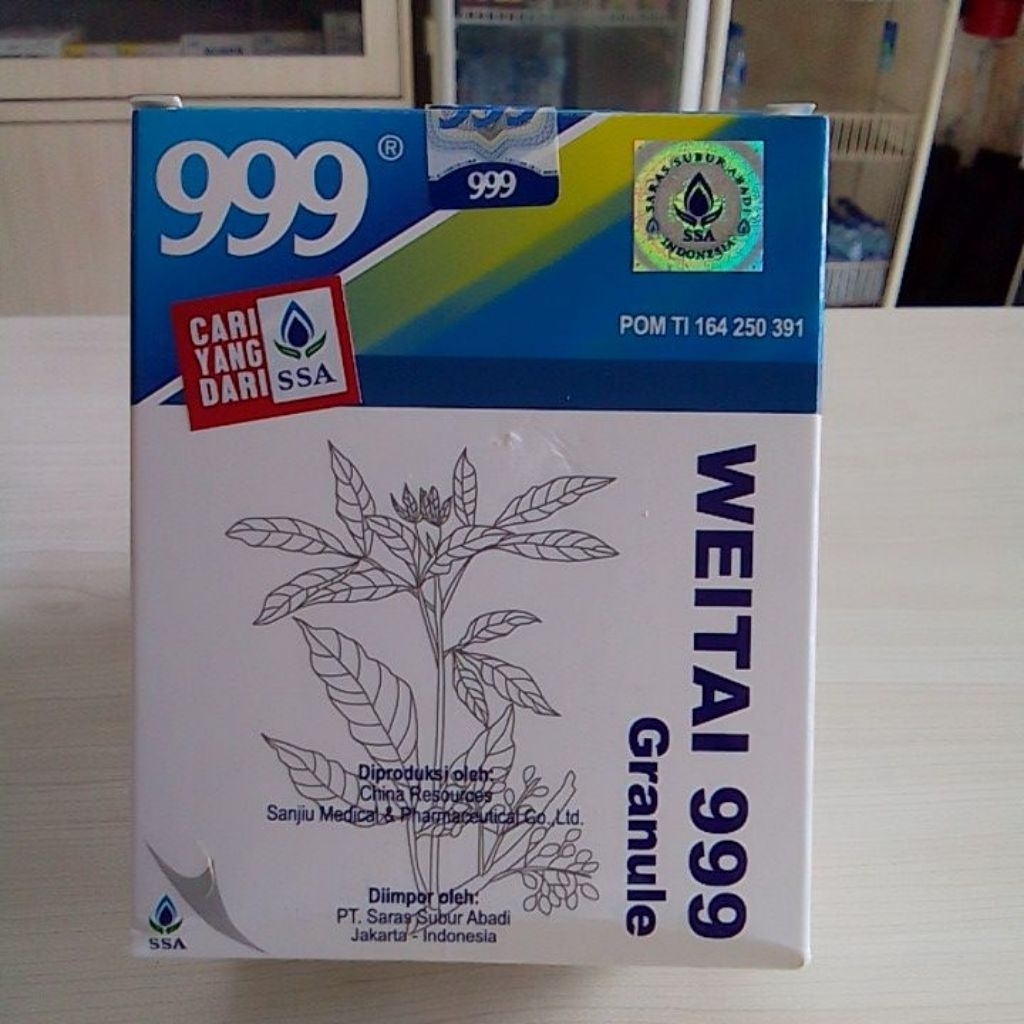 999®
999
SARAS SUBUR ABADI
SSA
INDONESIA
POM TI 164 250 391
CARI
YANG
DARI
SSA
WEITAI 999
Granule
Diproduksi oleh:
China Resources
Sanjiu Medical & Pharmaceutical Co.,Ltd.
Diimpor oleh:
PT. Saras Subur Abadi
Jakarta - Indonesia
SSA